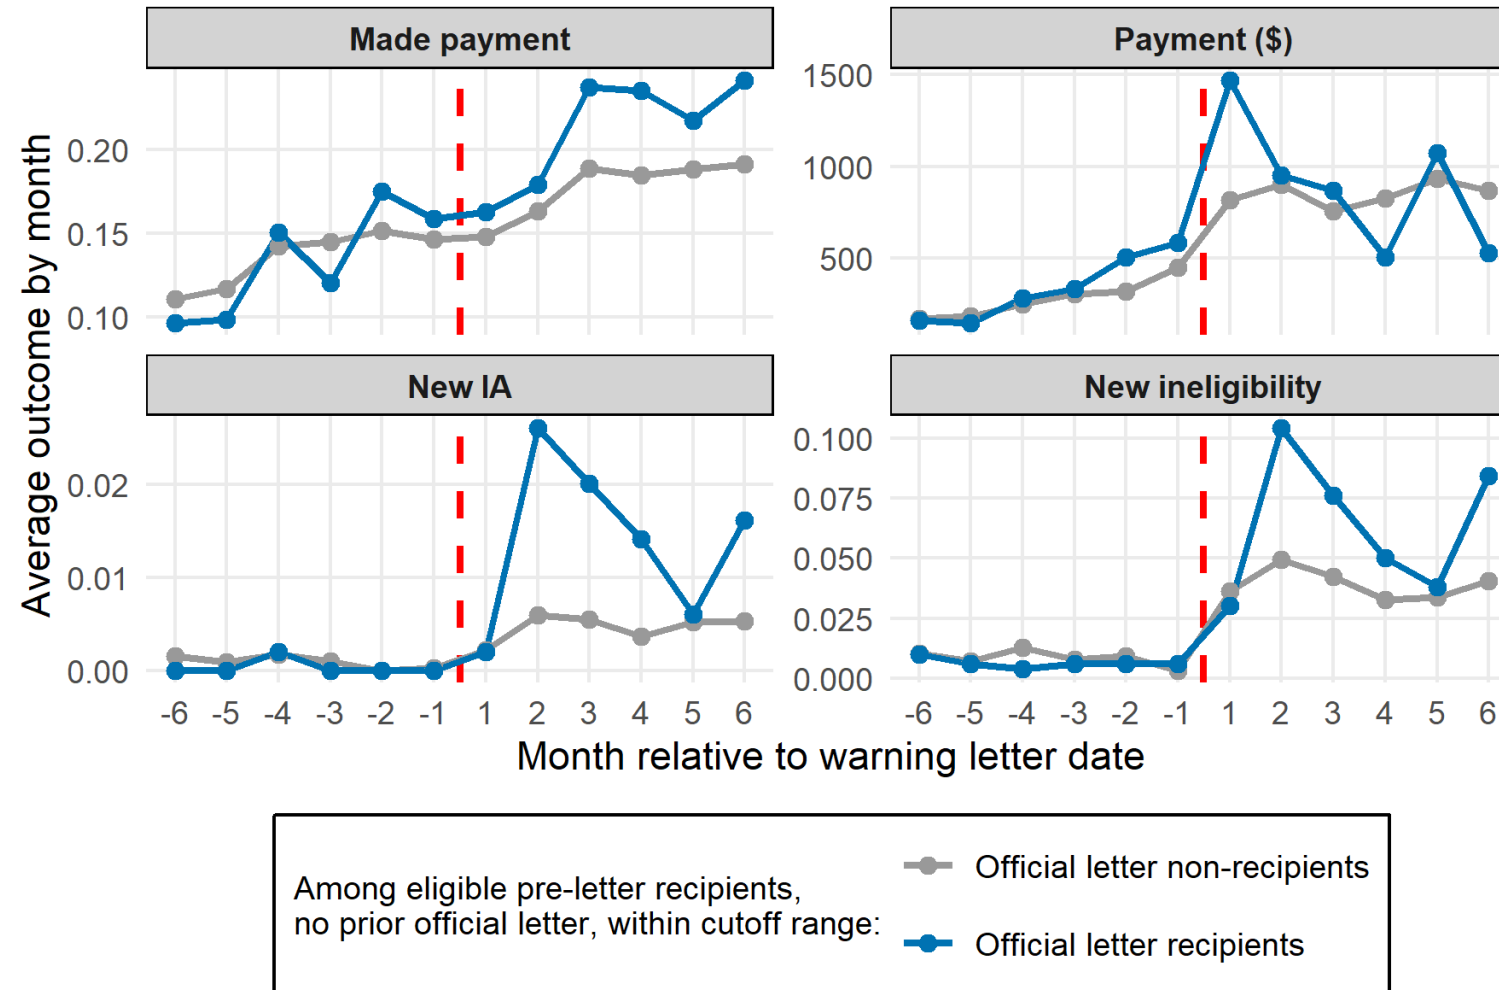 Made payment
Payment ($)
Average outcome by month
0.20
0.15
0.10
1500
1000
500
New IA
New ineligibility
0.02
0.01
0.00
0.100
0.075
0.050
0.025
0.000
-6 -5 -4 -3 -2 -1 1 2 3 4 5 6
-6 -5 -4 -3 -2 -1 1 2 3 4 5 6
Month relative to warning letter date
Among eligible pre-letter recipients,
no prior official letter, within cutoff range:
Official letter non-recipients
Official letter recipients